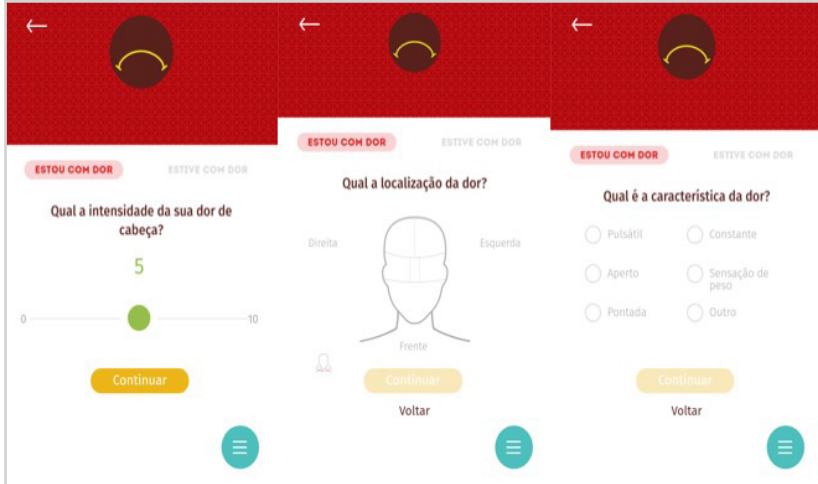 ESTOU COM DOR
ESTIVE COM DOR
Qual a intensidade da sua dor de
cabeça?
5
0
10
Continuar
ESTOU COM DOR
ESTIVE COM DOR
Qual a localização da dor?
Direita
Esquerda
Frente
Continuar
Voltar
ESTOU COM DOR
ESTIVE COM DOR
Qual é a característica da dor?
Pulsátil
Constante
Aperto
Sensação de
peso
Pontada
Outro
Continuar
Voltar